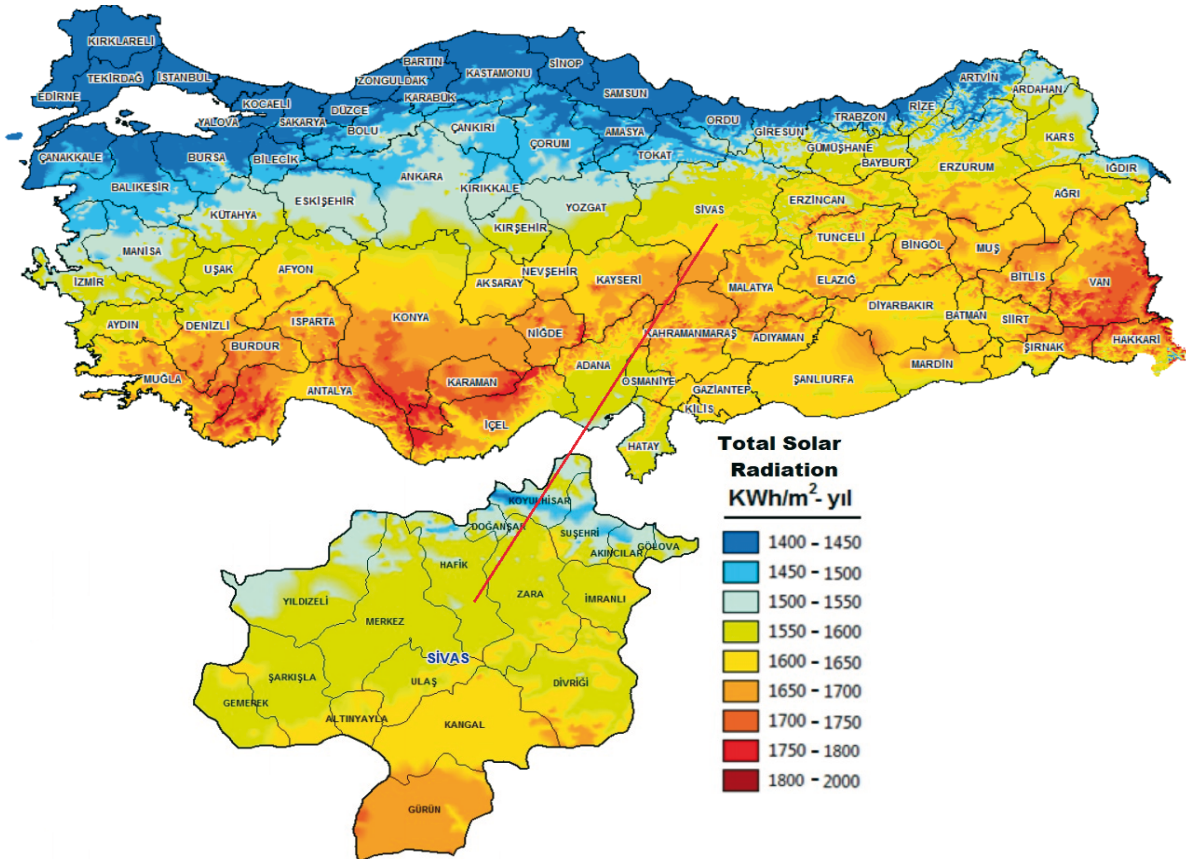 KIRKLARELİ
TEKİRDAĞ
İSTANBUL
EDİRNE
KOCAELİ
YALOVA
SAKARYA
DÜZCE
ZONGULDAK
BARTIN
KARABÜK
KASTAMONU
SİNOP
SAMSUN
ORDU
GİRESUN
TRABZON
RİZE
ARTVİN
ARDAHAN
KARS
ÇANAKKALE
BURSA
BİLECİK
BOLU
ÇANKIRI
ÇORUM
AMASYA
TOKAT
GÜMÜŞHANE
BAYBURT
ERZURUM
IĞDIR
BALIKEŞİR
KÜTAHYA
ESKİŞEHİR
ANKARA
KIRIKKALE
YOZGAT
SİVAS
ERZİNCAN
AĞRI
MANİSA
UŞAK
AFYON
KIRŞEHİR
NEVŞEHİR
AKSARAY
KAYSERİ
MALATYA
TUNCELİ
ELAZIĞ
BİNGÖL
MUŞ
BİTLİS
VAN
İZMİR
AYDIN
DENİZLİ
ISPARTA
BURDUR
KONYA
NİĞDE
KAHRAMANMARAŞ
ADIYAMAN
DİYARBAKIR
BATMAN
SİİRT
ŞIRNAK
HAKKARİ
MUĞLA
ANTALYA
KARAMAN
İÇEL
ADANA
OSMANİYE
GAZİANTEP
KİLİS
ŞANLIURFA
MARDİN
HATAY
Total Solar
Radiation
KWh/m²- yıl
1400 – 1450
1450 – 1500
1500 – 1550
1550 – 1600
1600 – 1650
1650 – 1700
1700 – 1750
1750 – 1800
1800 – 2000
KOYULHİSAR
DOĞANŞAR
SUŞEHRİ
AKINCILAR
GÖLOVA
HAFİK
ZARA
İMRANLI
YILDIZELİ
MERKEZ
SİVAS
ŞARKIŞLA
ULAŞ
DİVRİĞİ
GEMEREK
ALTINYAYLA
KANGAL
GÜRÜN